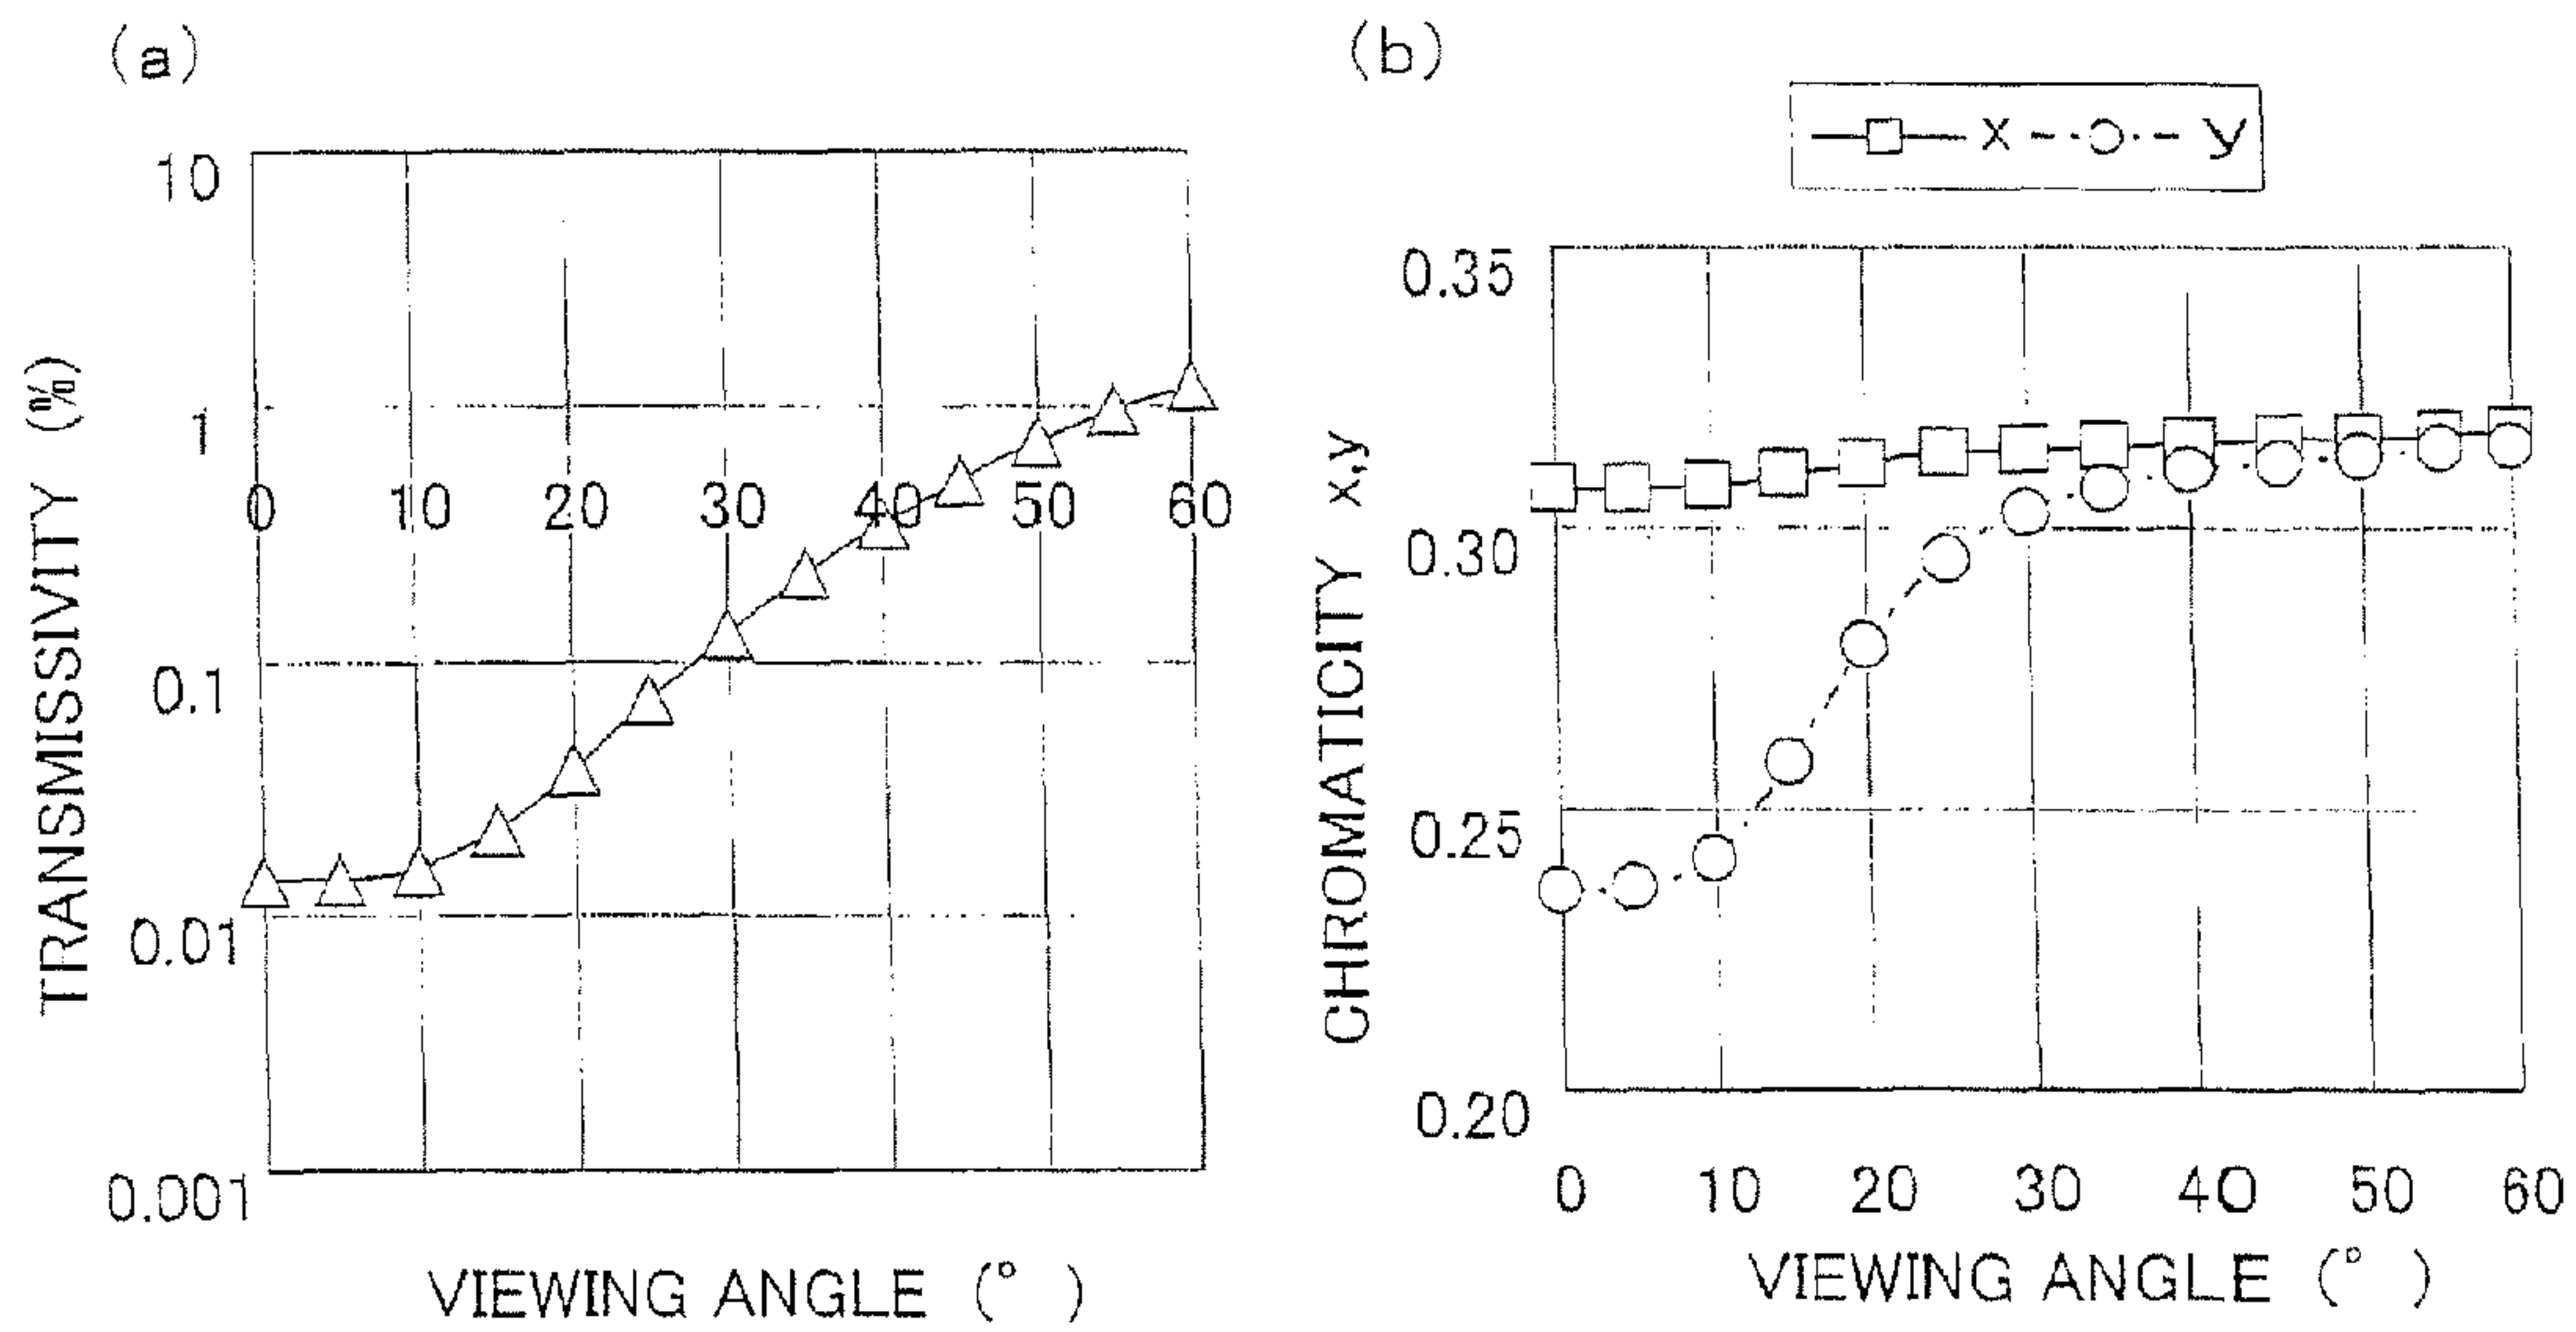 (a)
TRANSMISSIVITY (%)
10
1
0.1
0.01
0.001
0 10 20 30 40 50 60
VIEWING ANGLE (° )
(b)
x y
CHROMATICITY x,y
0.35
0.30
0.25
0.20
0 10 20 30 40 50 60
VIEWING ANGLE (° )